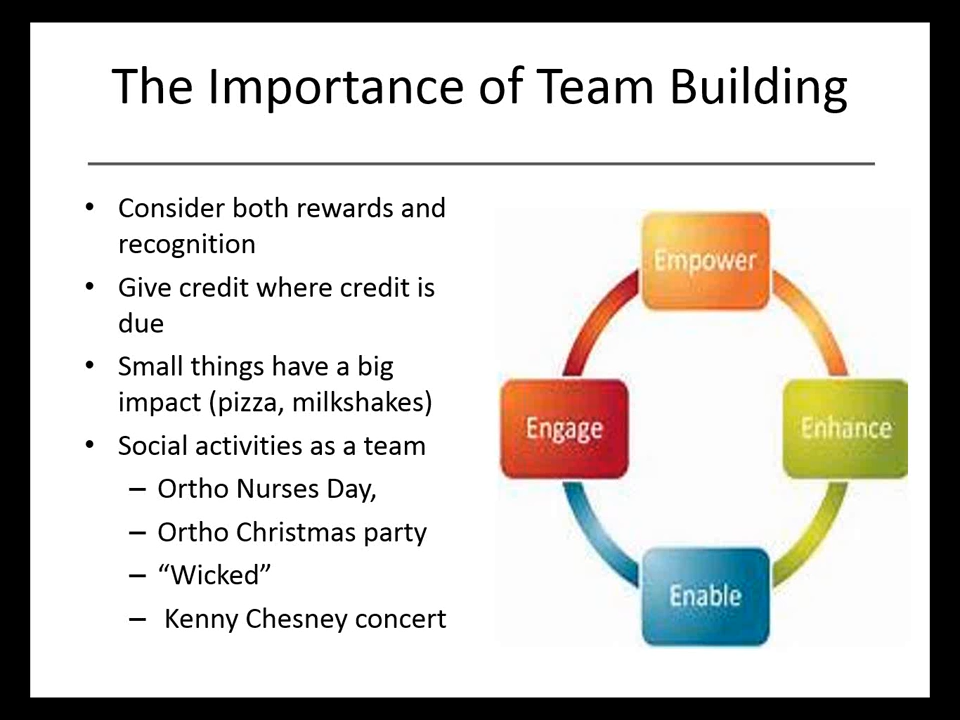 The Importance of Team Building
• Consider both rewards and
recognition
• Give credit where credit is
due
• Small things have a big
impact (pizza, milkshakes)
• Social activities as a team
– Ortho Nurses Day,
– Ortho Christmas party
– “Wicked”
– Kenny Chesney concert
Empower
Engage
Enhance
Enable